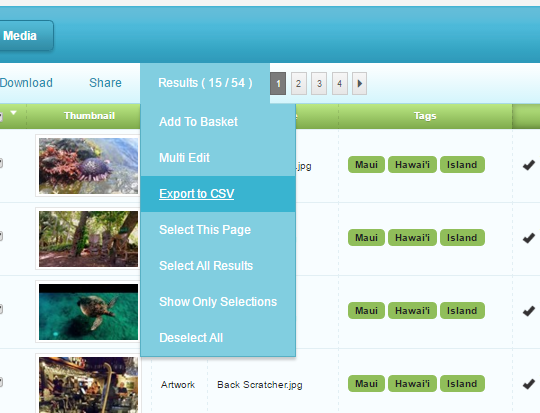 Media
Download Share Results ( 15 / 54 ) 1 2 3 4
Thumbnail Tags
Add To Basket
Multi Edit
.jpg Maui Hawai'i Island
Export to CSV
Select This Page
Maui Hawai'i Island
Select All Results
Show Only Selections
Maui Hawai'i Island
Deselect All
Artwork Back Scratcher.jpg Maui Hawai'i Island